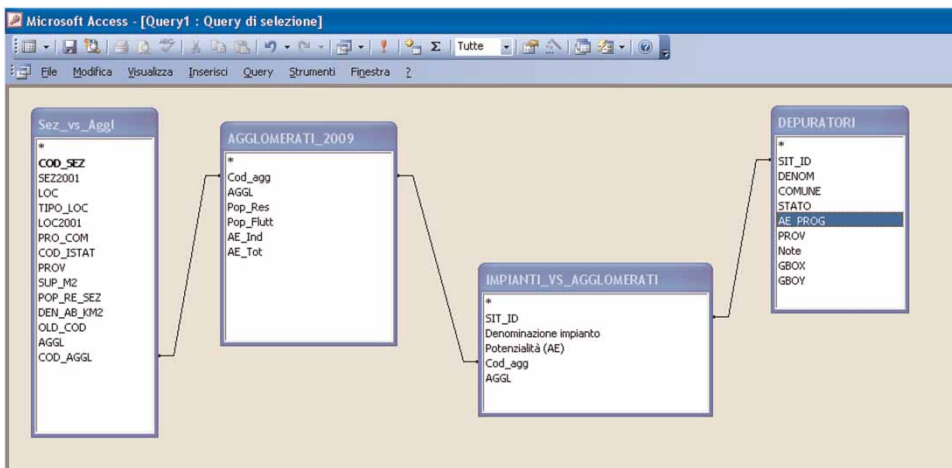 Microsoft Access - [Query1 : Query di selezione]
Tutte
File Modifica Visualizza Inserisci Query Strumenti Finestra ?
Sez_vs_Aggl
*
COD_SEZ
SEZ2001
LOC
TIPO_LOC
LOC2001
PRO_COM
COD_ISTAT
PROV
SUP_M2
POP_RE_SEZ
DEN_AB_KM2
OLD_COD
AGGL
COD_AGGL
AGGLOMERATI_2009
*
Cod_agg
AGGL
Pop_Res
Pop_Flutt
AE_Ind
AE_Tot
IMPIANTI_VS_AGGLOMERATI
*
SIT_ID
Denominazione impianto
Potenzialità (AE)
Cod_agg
AGGL
DEPURATORI
*
SIT_ID
DENOM
COMUNE
STATO
AE_PROG
PROV
Note
GBOX
GBOY